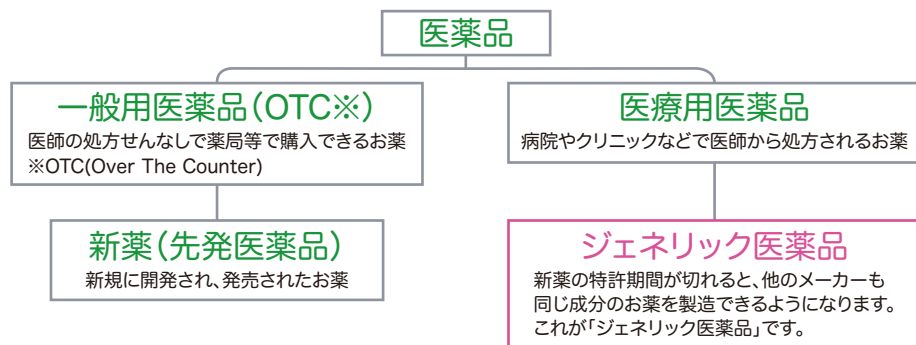 医薬品
一般用医薬品(OTC※)
医師の処方せんなしで薬局等で購入できるお薬
※OTC(Over The Counter)
医療用医薬品
病院やクリニックなどで医師から処方されるお薬
新薬(先発医薬品)
新規に開発され、発売されたお薬
ジェネリック医薬品
新薬の特許期間が切れると、他のメーカーも
同じ成分のお薬を製造できるようになります。
これが「ジェネリック医薬品」です。